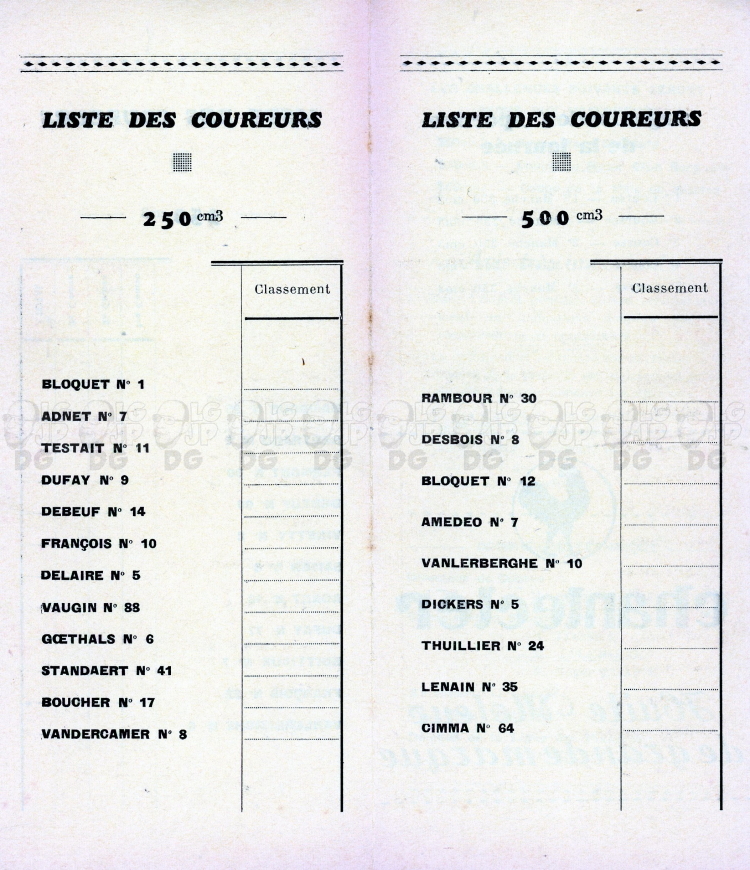 LISTE DES COUREURS
250 cm3
Classement
BLOQUET N° 1
ADNET N° 7
TESTAIT N° 11
DUFAY N° 9
DEBEUF N° 14
FRANÇOIS N° 10
DELAIRE N° 5
VAUGIN N° 88
GŒTHALS N° 6
STANDAERT N° 41
BOUCHER N° 17
VANDERCAMER N° 8
LISTE DES COUREURS
500 cm3
Classement
RAMBOUR N° 30
DESBOIS N° 8
BLOQUET N° 12
AMEDEO N° 7
VANLERBERGHE N° 10
DICKERS N° 5
THUILLIER N° 24
LENAIN N° 35
CIMMA N° 64